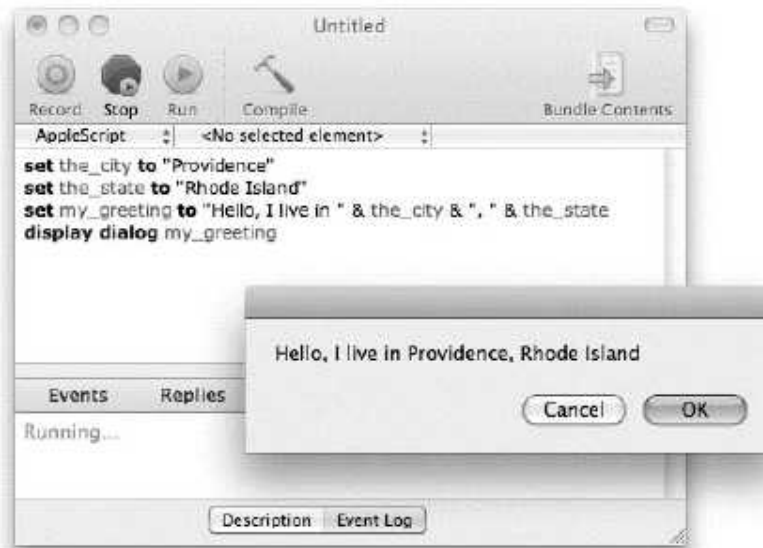 Untitled
Record Stop Run Compile Bundle Contents
AppleScript <No selected element>
set the_city to "Providence"
set the_state to "Rhode Island"
set my_greeting to "Hello, I live in " & the_city & ", " & the_state
display dialog my_greeting
Hello, I live in Providence, Rhode Island
Cancel OK
Events Replies
Running...
Description Event Log